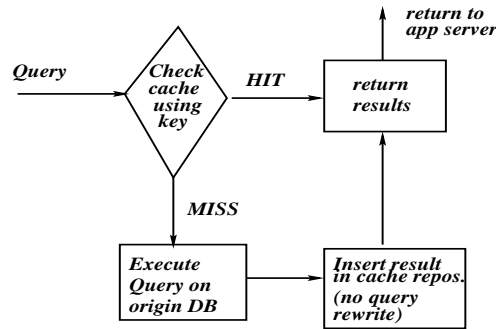 return to
app server
Query
Check
cache
using
key
HIT
return
results
MISS
Execute
Query on
origin DB
Insert result
in cache repos.
(no query
rewrite)